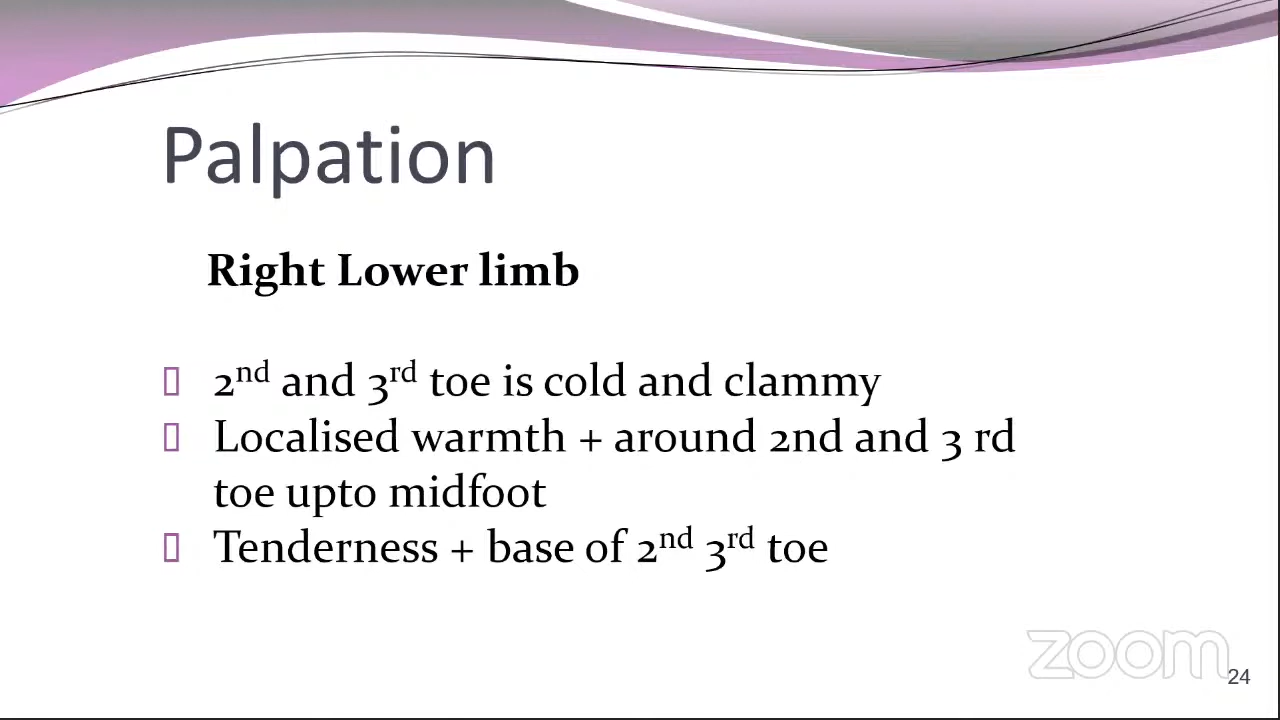 Palpation
Right Lower limb
2nd and 3rd toe is cold and clammy
Localised warmth + around 2nd and 3 rd
toe upto midfoot
Tenderness + base of 2nd 3rd toe
zoom
24